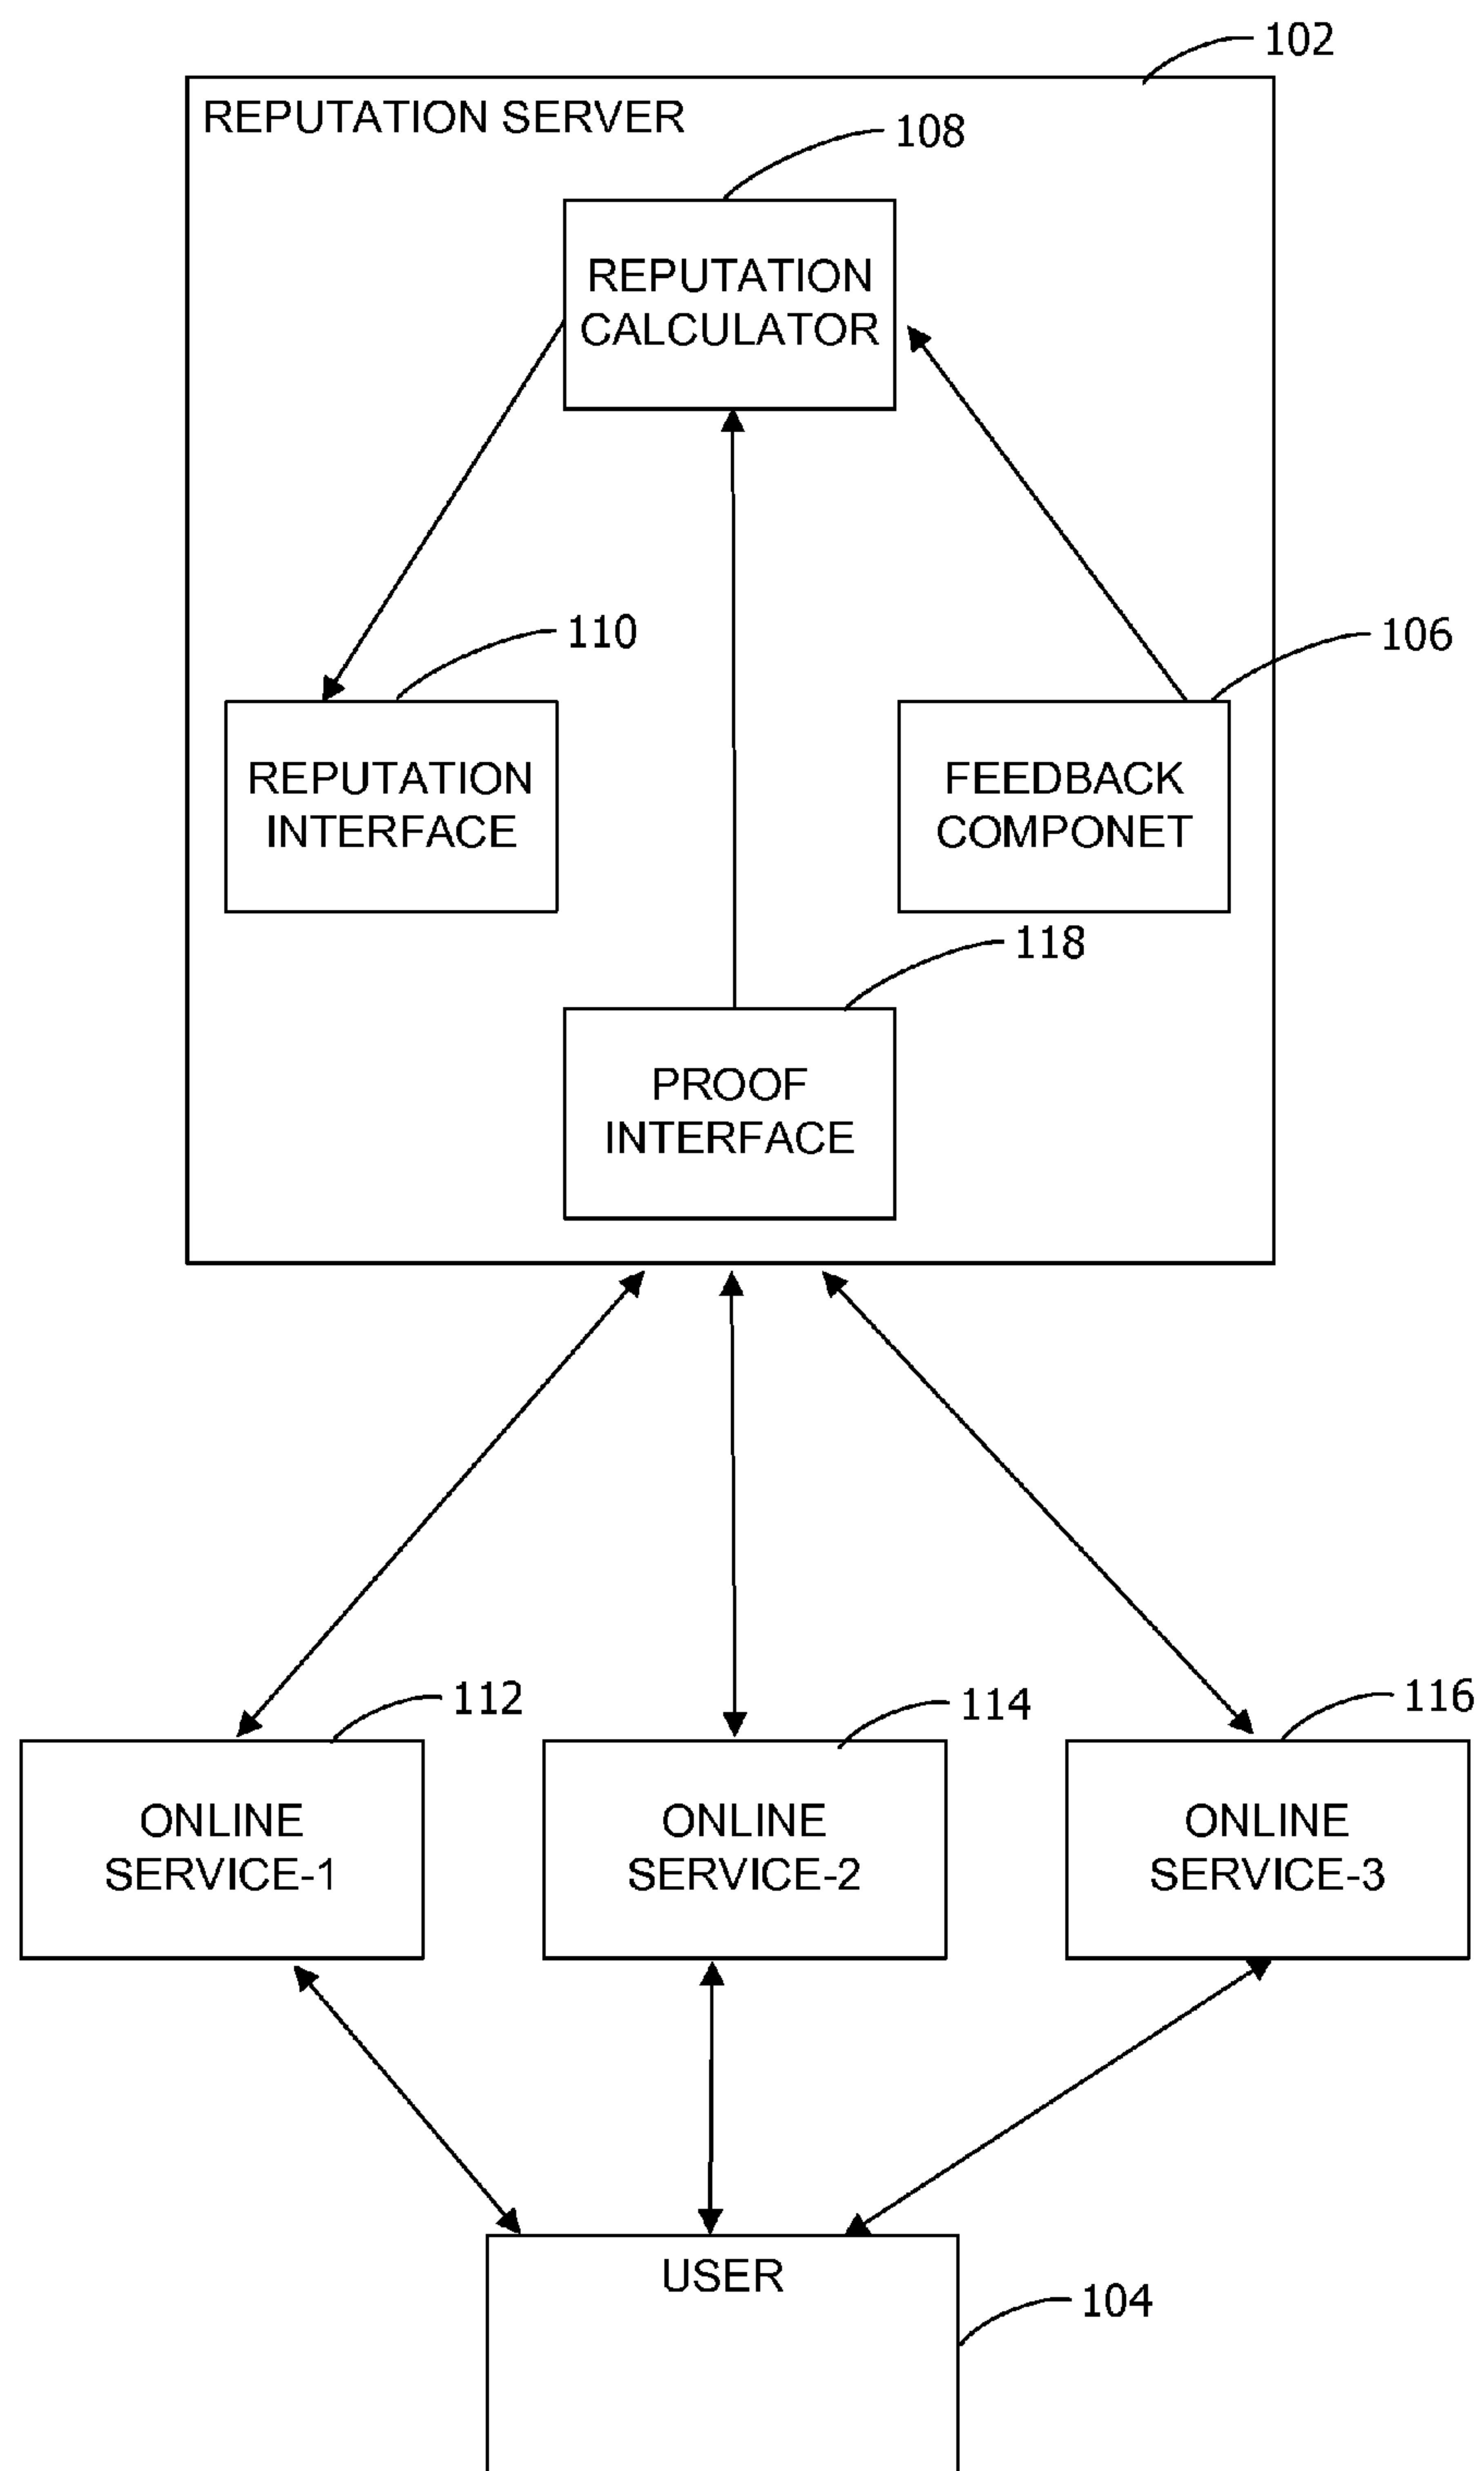 102
REPUTATION SERVER
108
REPUTATION
CALCULATOR
110
106
REPUTATION
INTERFACE
FEEDBACK
COMPONET
118
PROOF
INTERFACE
112
114
116
ONLINE
SERVICE-1
ONLINE
SERVICE-2
ONLINE
SERVICE-3
USER
104